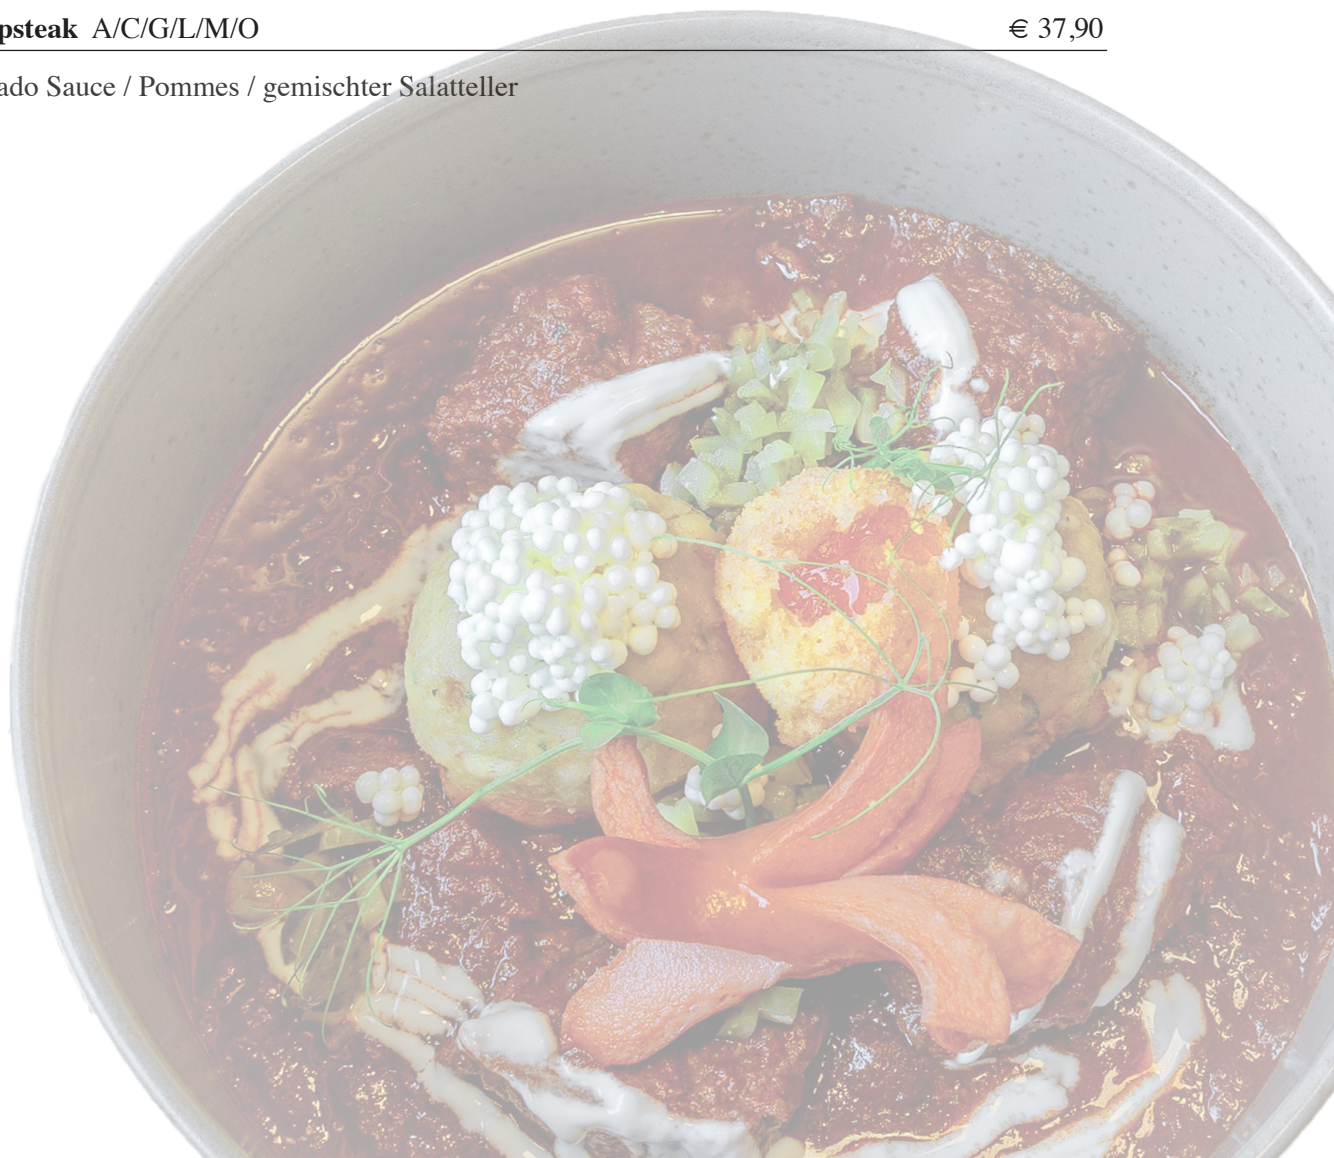 psteak A/C/G/L/M/O € 37,90
ado Sauce / Pommes / gemischter Salatteller